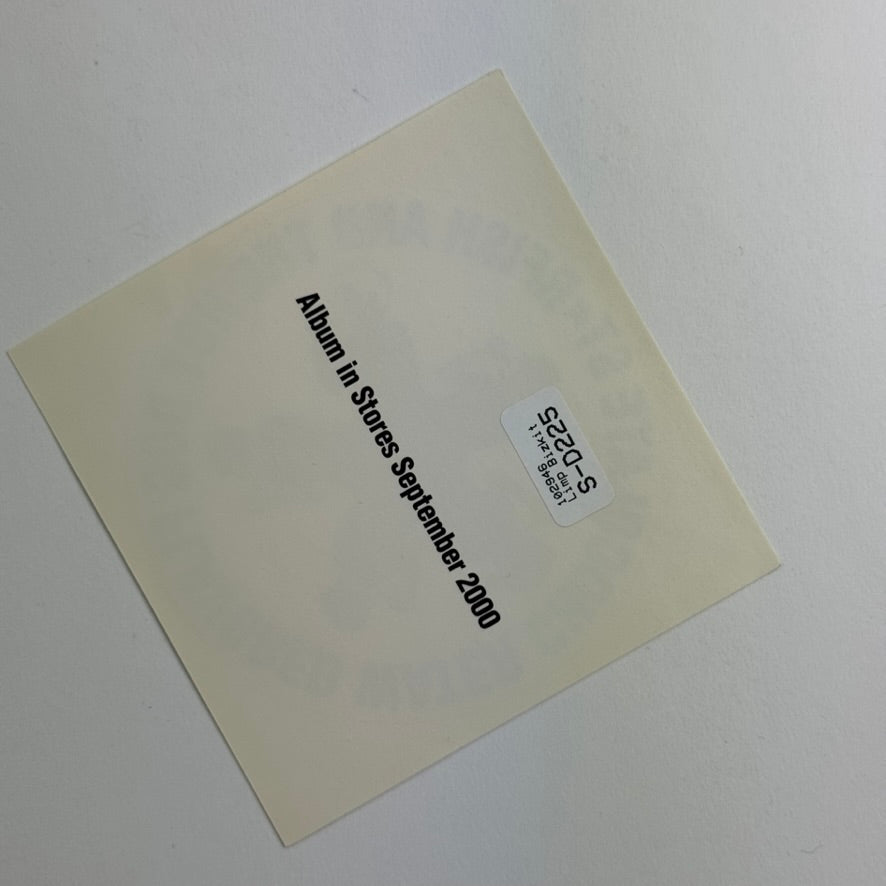 Album in Stores September 2000
102946
Limp Bizkit
S-D225